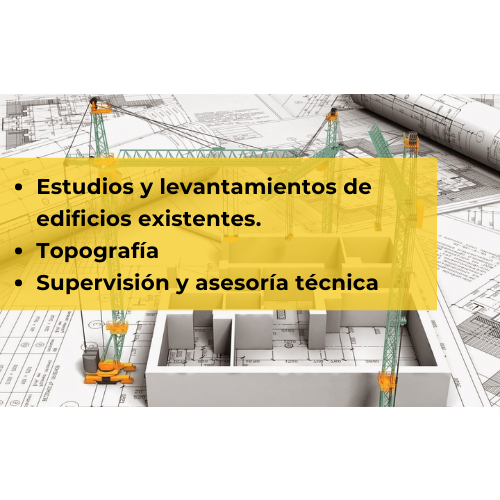 • Estudios y levantamientos de
edificios existentes.
• Topografía
• Supervisión y asesoría técnica